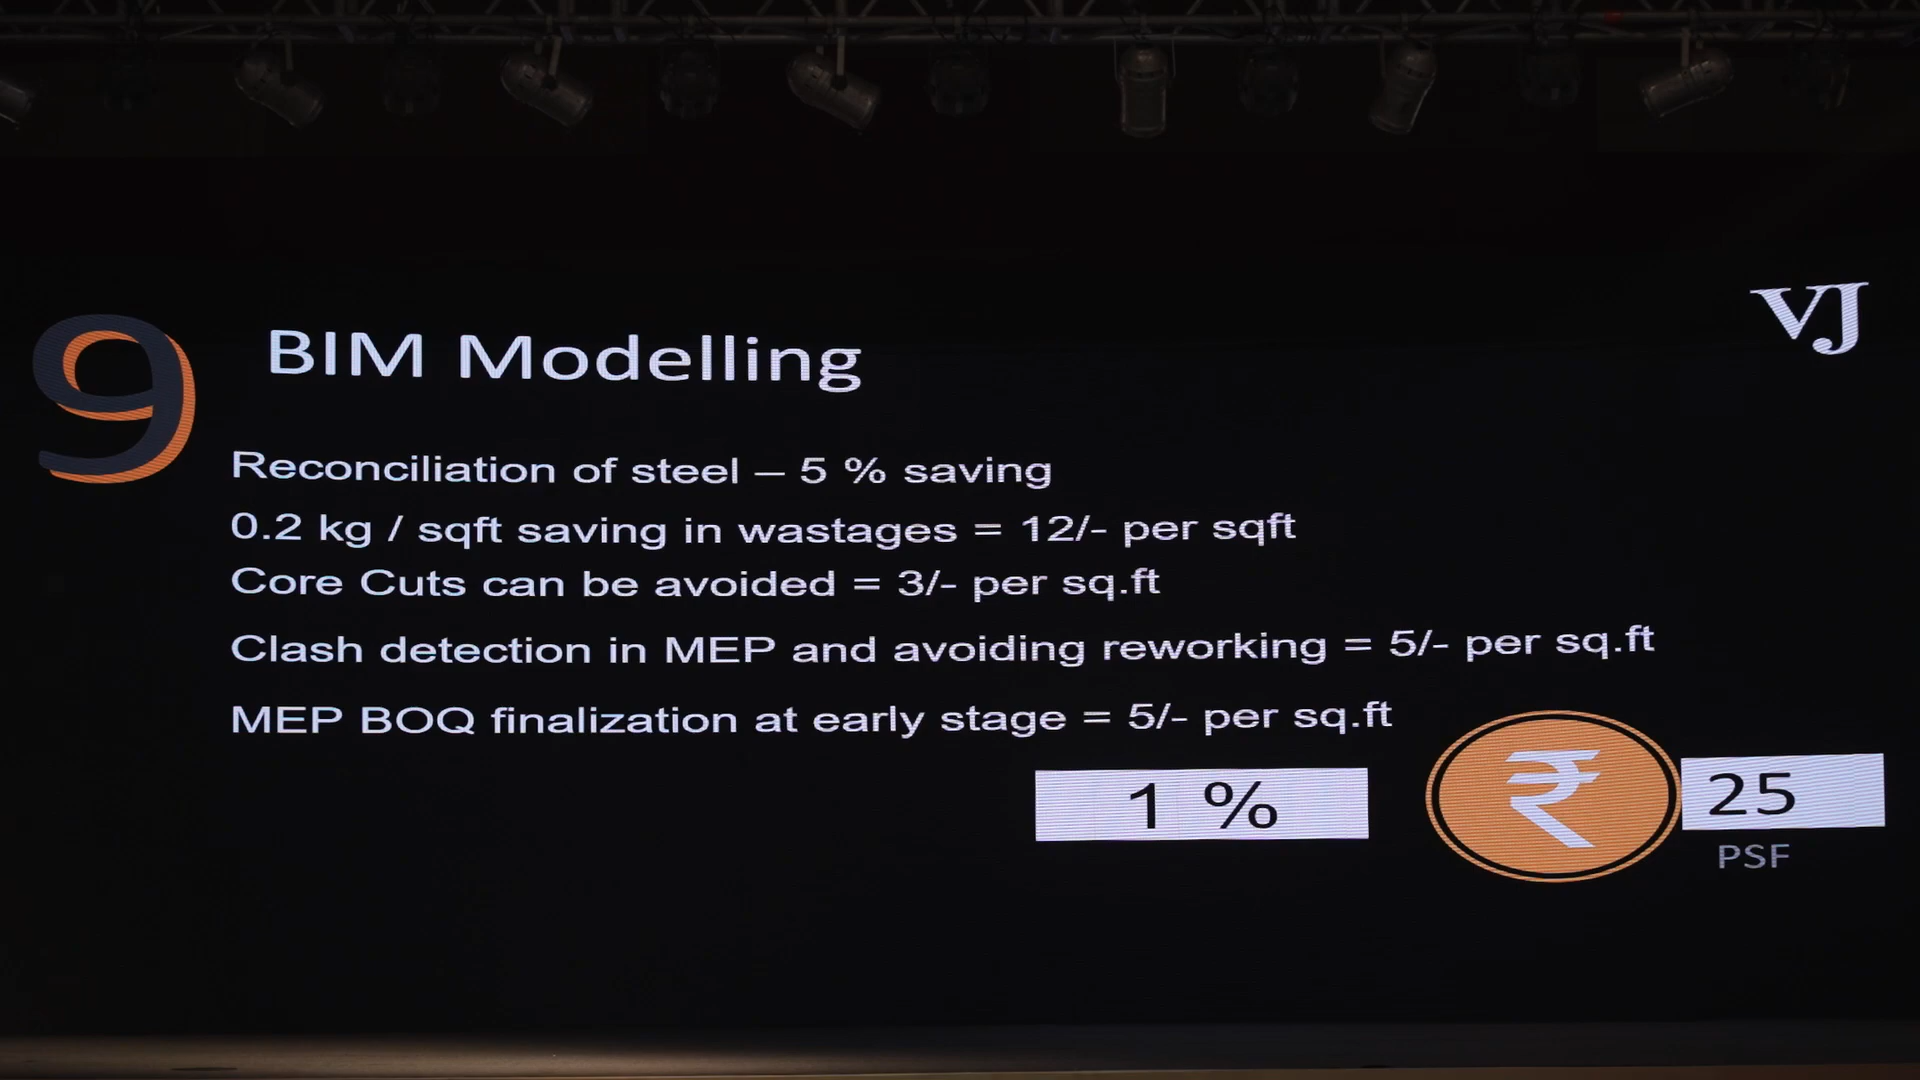 VJ
9
BIM Modelling
Reconciliation of steel – 5 % saving
0.2 kg / sqft saving in wastages = 12/- per sqft
Core Cuts can be avoided = 3/- per sq.ft
Clash detection in MEP and avoiding reworking = 5/- per sq.ft
MEP BOQ finalization at early stage = 5/- per sq.ft
1 %
₹ 25
PSF